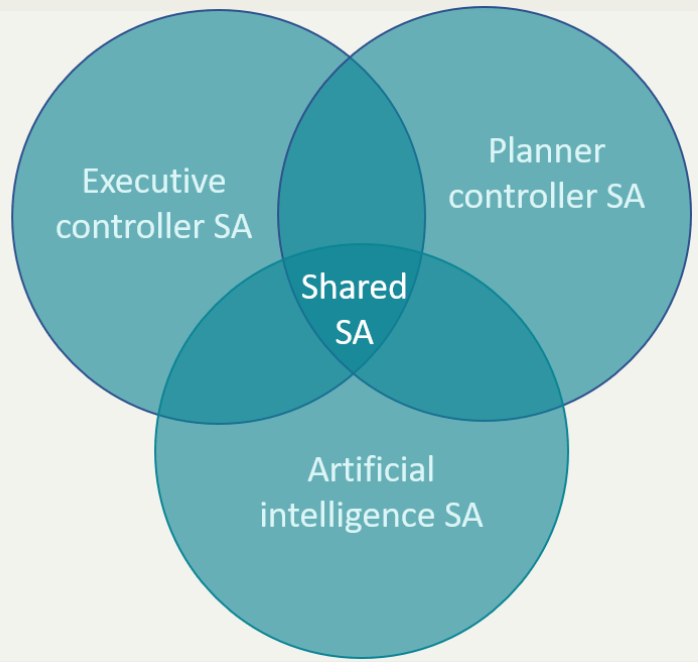 Executive
controller SA
Planner
controller SA
Shared
SA
Artificial
intelligence SA